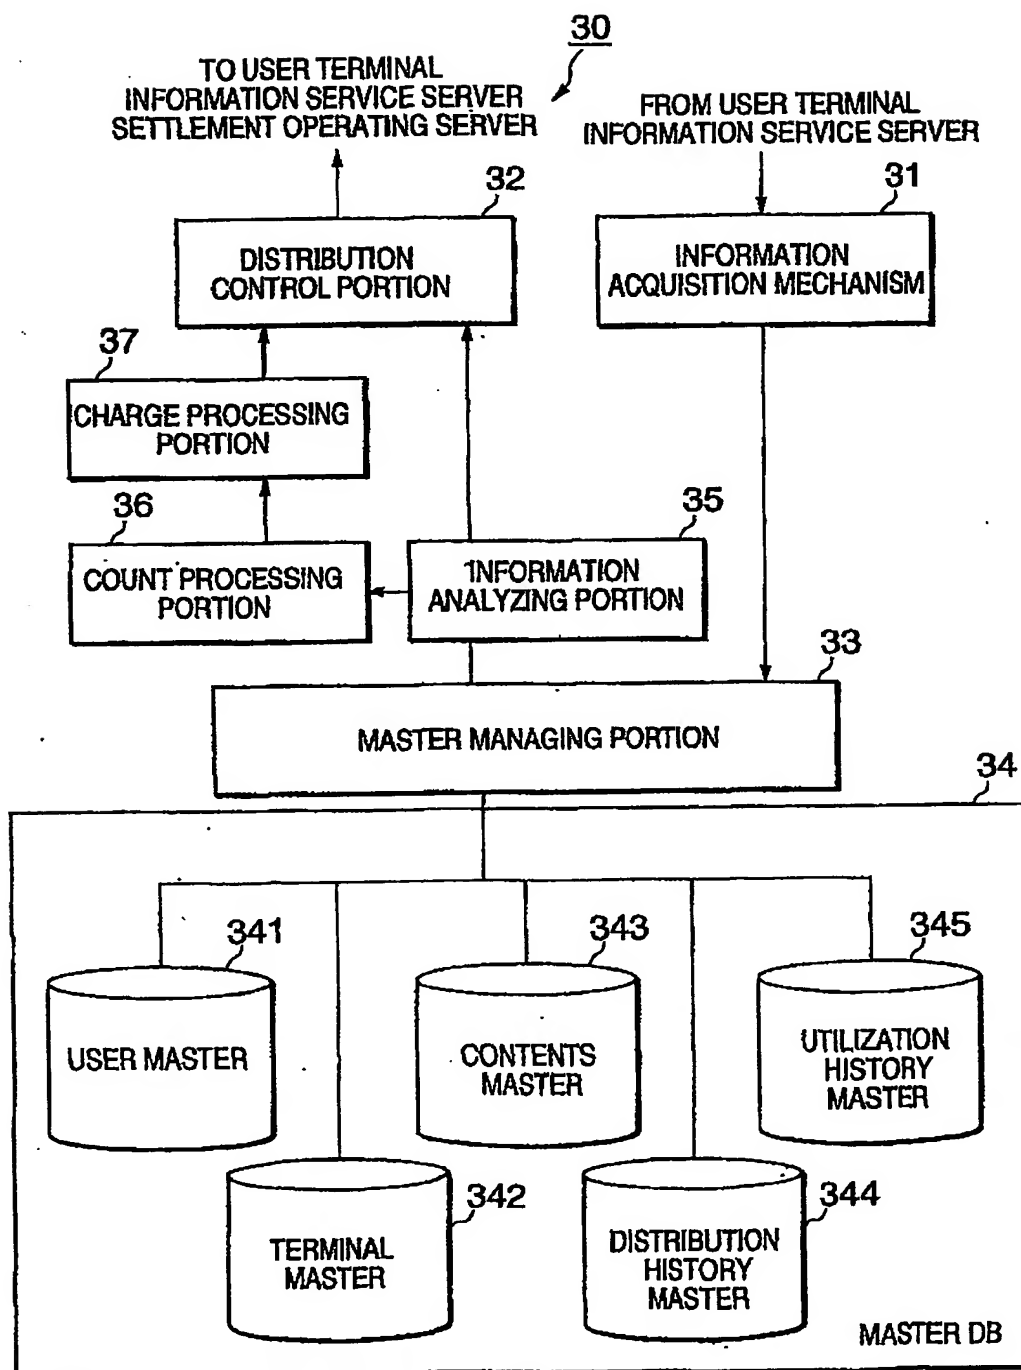 30
TO USER TERMINAL
INFORMATION SERVICE SERVER
SETTLEMENT OPERATING SERVER
FROM USER TERMINAL
INFORMATION SERVICE SERVER
32
DISTRIBUTION
CONTROL PORTION
31
INFORMATION
ACQUISITION MECHANISM
37
CHARGE PROCESSING
PORTION
36
COUNT PROCESSING
PORTION
35
INFORMATION
ANALYZING PORTION
33
MASTER MANAGING PORTION
34
341
USER MASTER
343
CONTENTS
MASTER
345
UTILIZATION
HISTORY
MASTER
342
TERMINAL
MASTER
344
DISTRIBUTION
HISTORY
MASTER
MASTER DB